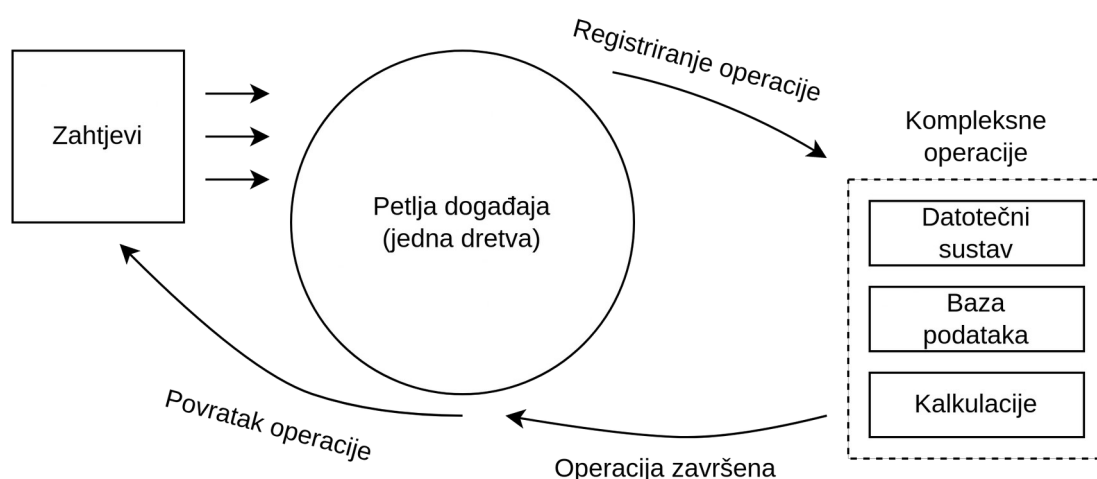 Registriranje operacije
Zahtjevi
Kompleksne
operacije
Petlja događaja
(jedna dretva)
Datotečni
sustav
Baza
podataka
Kalkulacije
Povratak operacije
Operacija završena